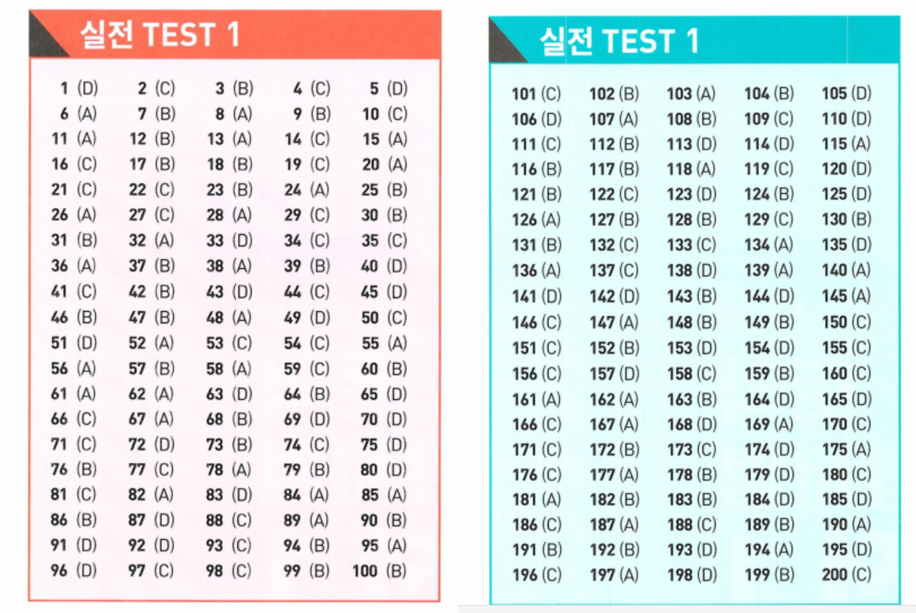 실전 TEST 1
1 (D) 2 (C) 3 (B) 4 (C) 5 (D)
6 (A) 7 (B) 8 (A) 9 (B) 10 (C)
11 (A) 12 (B) 13 (A) 14 (C) 15 (A)
16 (C) 17 (B) 18 (B) 19 (C) 20 (A)
21 (C) 22 (C) 23 (B) 24 (A) 25 (B)
26 (A) 27 (C) 28 (A) 29 (C) 30 (B)
31 (B) 32 (A) 33 (D) 34 (C) 35 (C)
36 (A) 37 (B) 38 (A) 39 (B) 40 (D)
41 (C) 42 (B) 43 (D) 44 (C) 45 (D)
46 (B) 47 (B) 48 (A) 49 (D) 50 (C)
51 (D) 52 (A) 53 (C) 54 (C) 55 (A)
56 (A) 57 (B) 58 (A) 59 (C) 60 (B)
61 (A) 62 (A) 63 (D) 64 (B) 65 (D)
66 (C) 67 (A) 68 (B) 69 (D) 70 (D)
71 (C) 72 (D) 73 (B) 74 (C) 75 (D)
76 (B) 77 (C) 78 (A) 79 (B) 80 (D)
81 (C) 82 (A) 83 (D) 84 (A) 85 (A)
86 (B) 87 (D) 88 (C) 89 (A) 90 (B)
91 (D) 92 (D) 93 (C) 94 (B) 95 (A)
96 (D) 97 (C) 98 (C) 99 (B) 100 (B)
실전 TEST 1
101 (C) 102 (B) 103 (A) 104 (B) 105 (D)
106 (D) 107 (A) 108 (B) 109 (C) 110 (D)
111 (C) 112 (B) 113 (D) 114 (D) 115 (A)
116 (B) 117 (B) 118 (A) 119 (C) 120 (D)
121 (B) 122 (C) 123 (D) 124 (B) 125 (D)
126 (A) 127 (B) 128 (B) 129 (C) 130 (B)
131 (B) 132 (C) 133 (C) 134 (A) 135 (D)
136 (A) 137 (C) 138 (D) 139 (A) 140 (A)
141 (D) 142 (D) 143 (B) 144 (D) 145 (A)
146 (C) 147 (A) 148 (B) 149 (B) 150 (C)
151 (C) 152 (B) 153 (D) 154 (D) 155 (C)
156 (C) 157 (D) 158 (C) 159 (B) 160 (C)
161 (A) 162 (A) 163 (B) 164 (D) 165 (D)
166 (C) 167 (A) 168 (D) 169 (A) 170 (C)
171 (C) 172 (B) 173 (C) 174 (D) 175 (A)
176 (C) 177 (A) 178 (B) 179 (D) 180 (C)
181 (A) 182 (B) 183 (B) 184 (D) 185 (D)
186 (C) 187 (A) 188 (C) 189 (B) 190 (A)
191 (B) 192 (B) 193 (D) 194 (A) 195 (D)
196 (C) 197 (A) 198 (D) 199 (B) 200 (C)